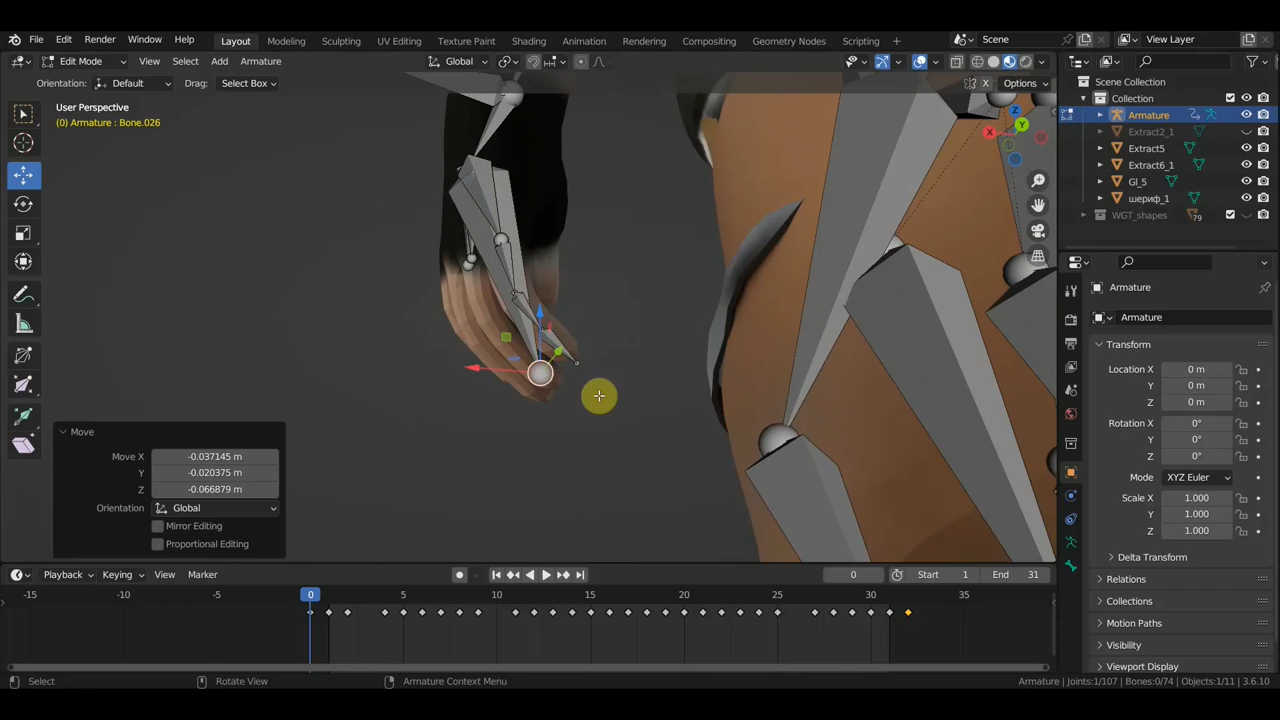 File Edit Render Window Help Layout Modeling Sculpting UV Editing Texture Paint Shading Animation Rendering Compositing Geometry Nodes Scripting + Scene View Layer
Edit Mode View Select Add Armature Global
Orientation: Default Drag: Select Box X Options
User Perspective
(0) Armature : Bone.026
Scene Collection
Collection
Armature
Extract2_1
Extract5
Extract6_1
Gl_5
шериф_1
WGT_shapes 79
Z
Y
X
Armature
Armature
Transform
Location X 0 m
Y 0 m
Z 0 m
Rotation X 0°
Y 0°
Z 0°
Mode XYZ Euler
Scale X 1.000
Y 1.000
Z 1.000
Delta Transform
Relations
Collections
Motion Paths
Visibility
Viewport Display
Move
Move X -0.037145 m
Y -0.020375 m
Z -0.066879 m
Orientation Global
Mirror Editing
Proportional Editing
Playback Keying View Marker 0 Start 1 End 31
-15 -10 -5 0 5 10 15 20 25 30 35
Select Rotate View Armature Context Menu Armature | Joints:1/107 | Bones:0/74 | Objects:1/11 | 3.6.10